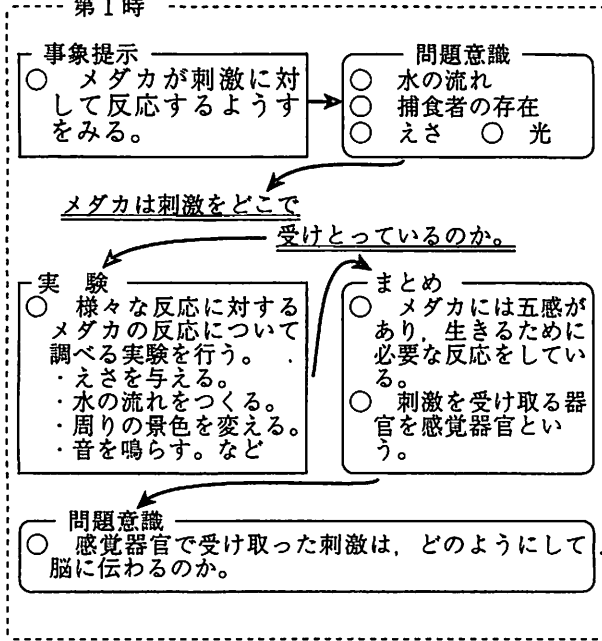 第1時
事象提示
○ メダカが刺激に対
して反応するようす
をみる。
問題意識
○ 水の流れ
○ 捕食者の存在
○ えさ ○ 光
メダカは刺激をどこで
受けとっているのか。
実 験
○ 様々な反応に対する
メダカの反応について
調べる実験を行う。
・えさを与える。
・水の流れをつくる。
・周りの景色を変える。
・音を鳴らす。など
まとめ
○ メダカには五感が
あり，生きるために
必要な反応をしてい
る。
○ 刺激を受け取る器
官を感覚器官とい
う。
問題意識
○ 感覚器官で受け取った刺激は，どのようにして
脳に伝わるのか。